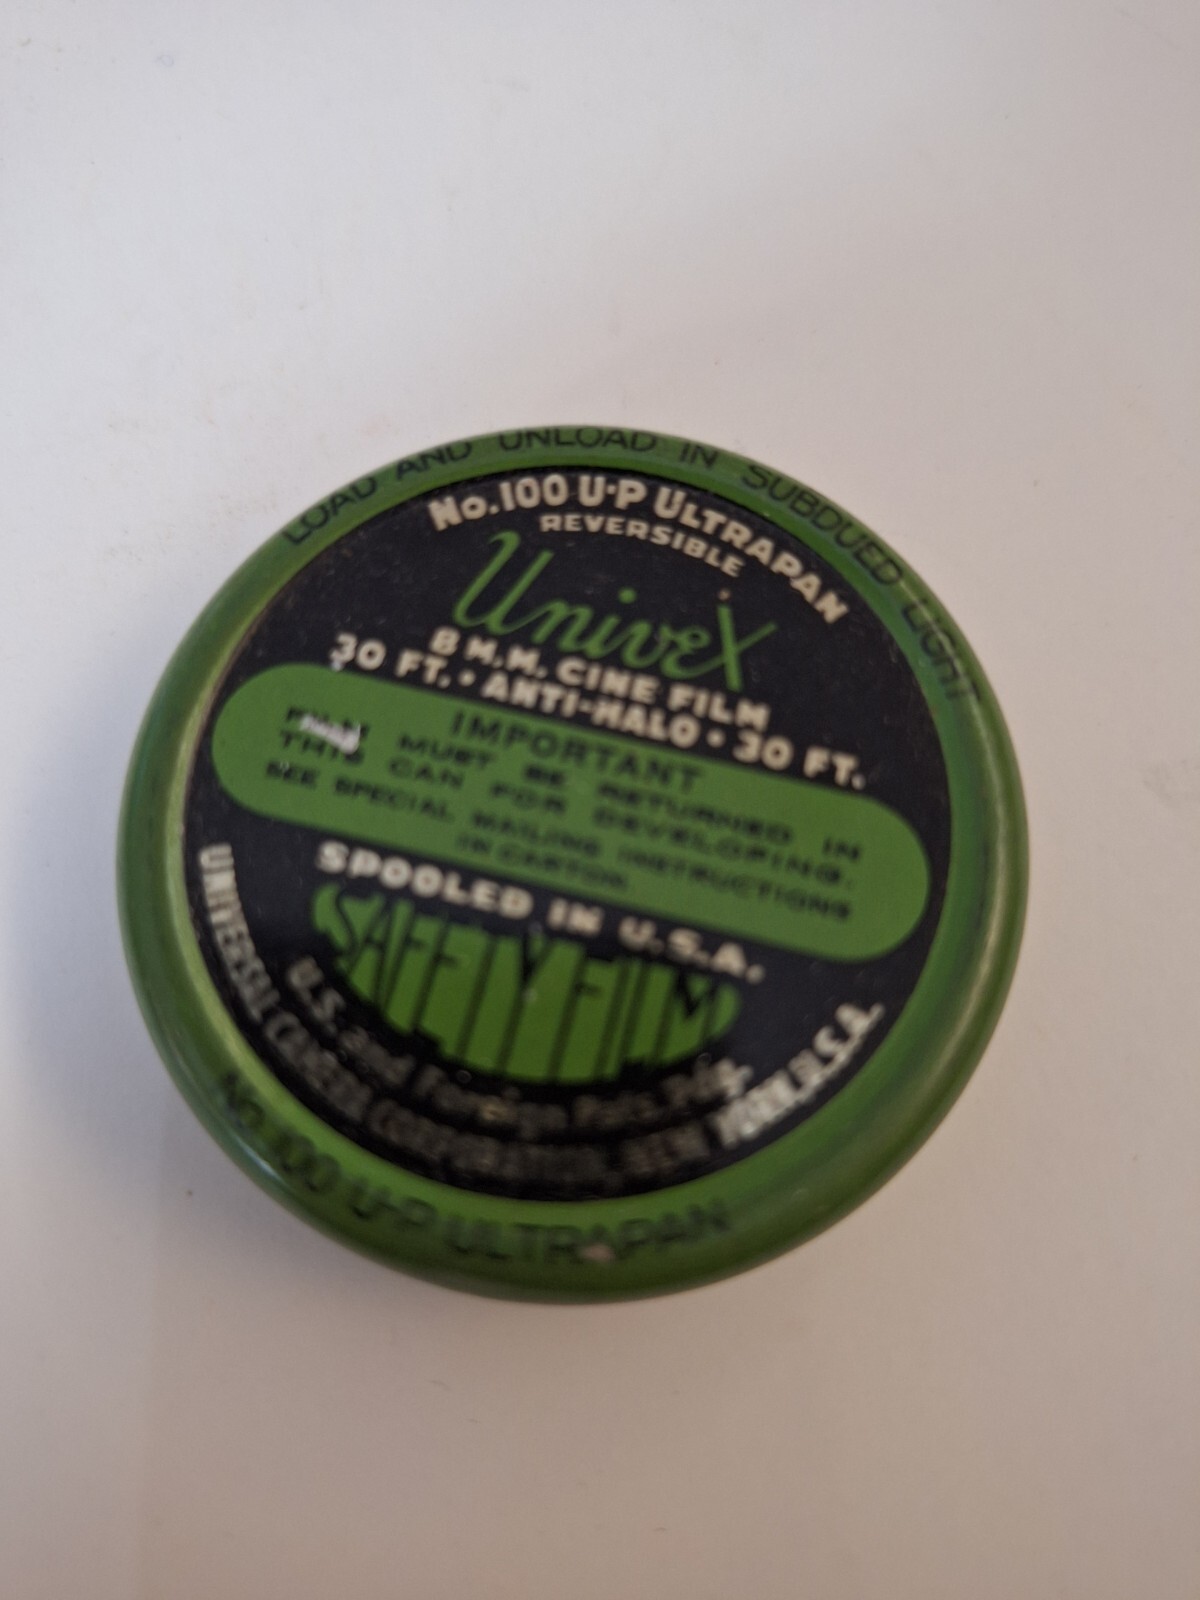 LOAD AND UNLOAD IN SUBDUED LIGHT
No.100 U·P ULTRAPAN
REVERSIBLE
UniveX
8 M.M. CINE FILM
30 FT. · ANTI-HALO · 30 FT.
IMPORTANT
FILM MUST BE RETURNED IN
THIS CAN FOR DEVELOPING.
SEE SPECIAL MAILING INSTRUCTIONS
IN CARTON.
SPOOLED IN U.S.A.
SAFETY FILM
U.S. and Foreign Pats. Pdg.
UNIVERSAL CAMERA CORPORATION, NEW YORK, U.S.A.
No.100 U·P ULTRAPAN